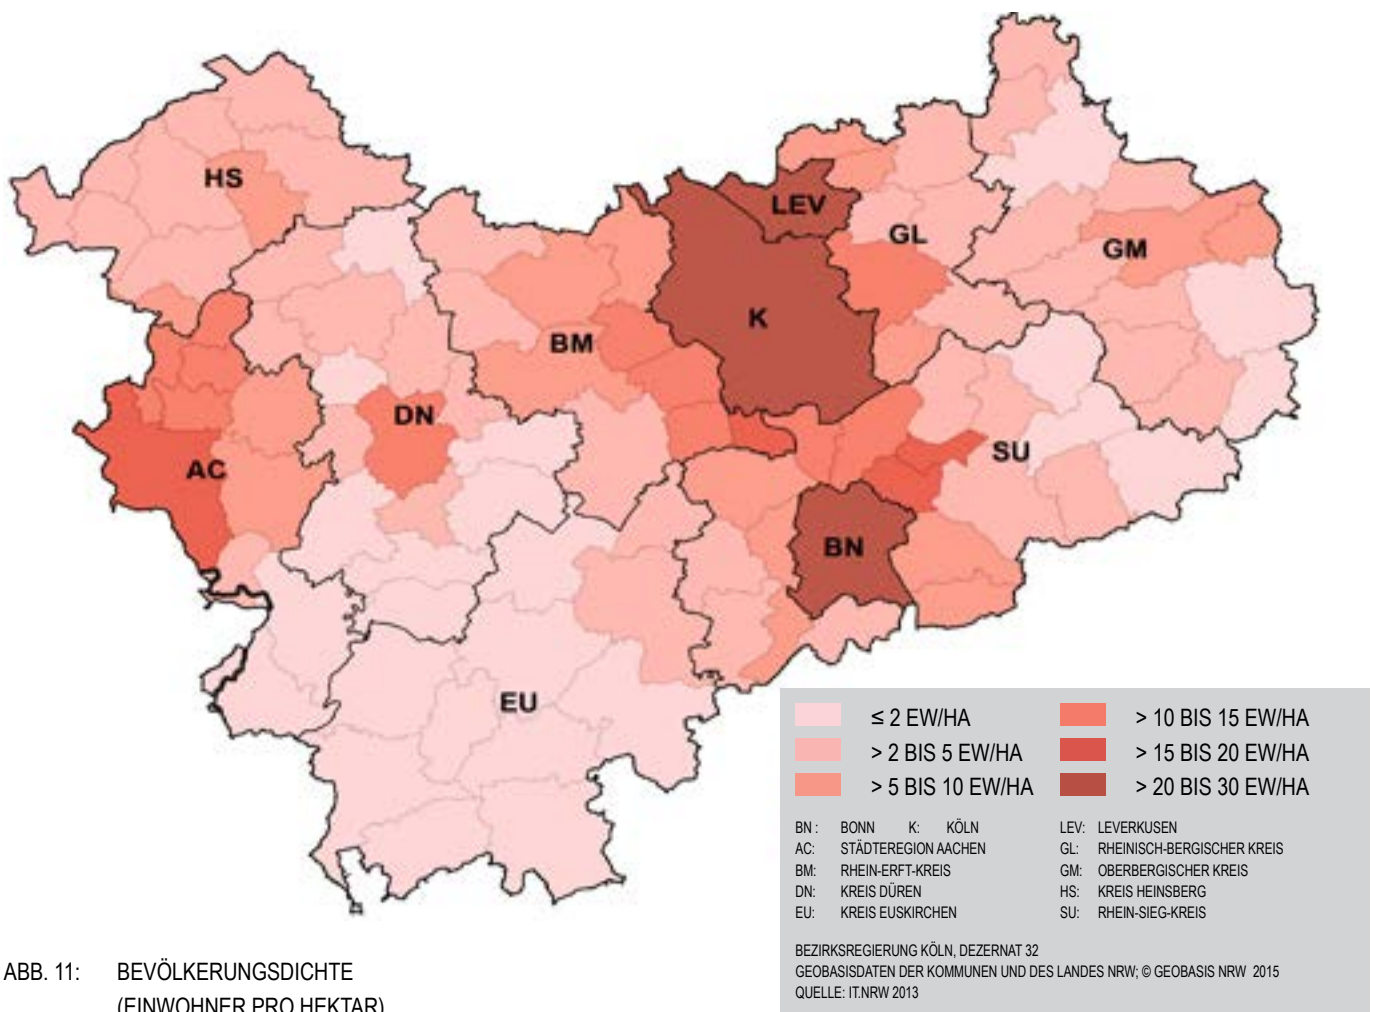 HS
LEV
GL
GM
K
BM
DN
AC
SU
BN
EU
≤ 2 EW/HA
> 2 BIS 5 EW/HA
> 5 BIS 10 EW/HA
> 10 BIS 15 EW/HA
> 15 BIS 20 EW/HA
> 20 BIS 30 EW/HA
BN : BONN K: KÖLN
AC: STÄDTEREGION AACHEN
BM: RHEIN-ERFT-KREIS
DN: KREIS DÜREN
EU: KREIS EUSKIRCHEN
LEV: LEVERKUSEN
GL: RHEINISCH-BERGISCHER KREIS
GM: OBERBERGISCHER KREIS
HS: KREIS HEINSBERG
SU: RHEIN-SIEG-KREIS
BEZIRKSREGIERUNG KÖLN, DEZERNAT 32
GEOBASISDATEN DER KOMMUNEN UND DES LANDES NRW; © GEOBASIS NRW 2015
QUELLE: IT.NRW 2013
ABB. 11: BEVÖLKERUNGSDICHTE
(EINWOHNER PRO HEKTAR)